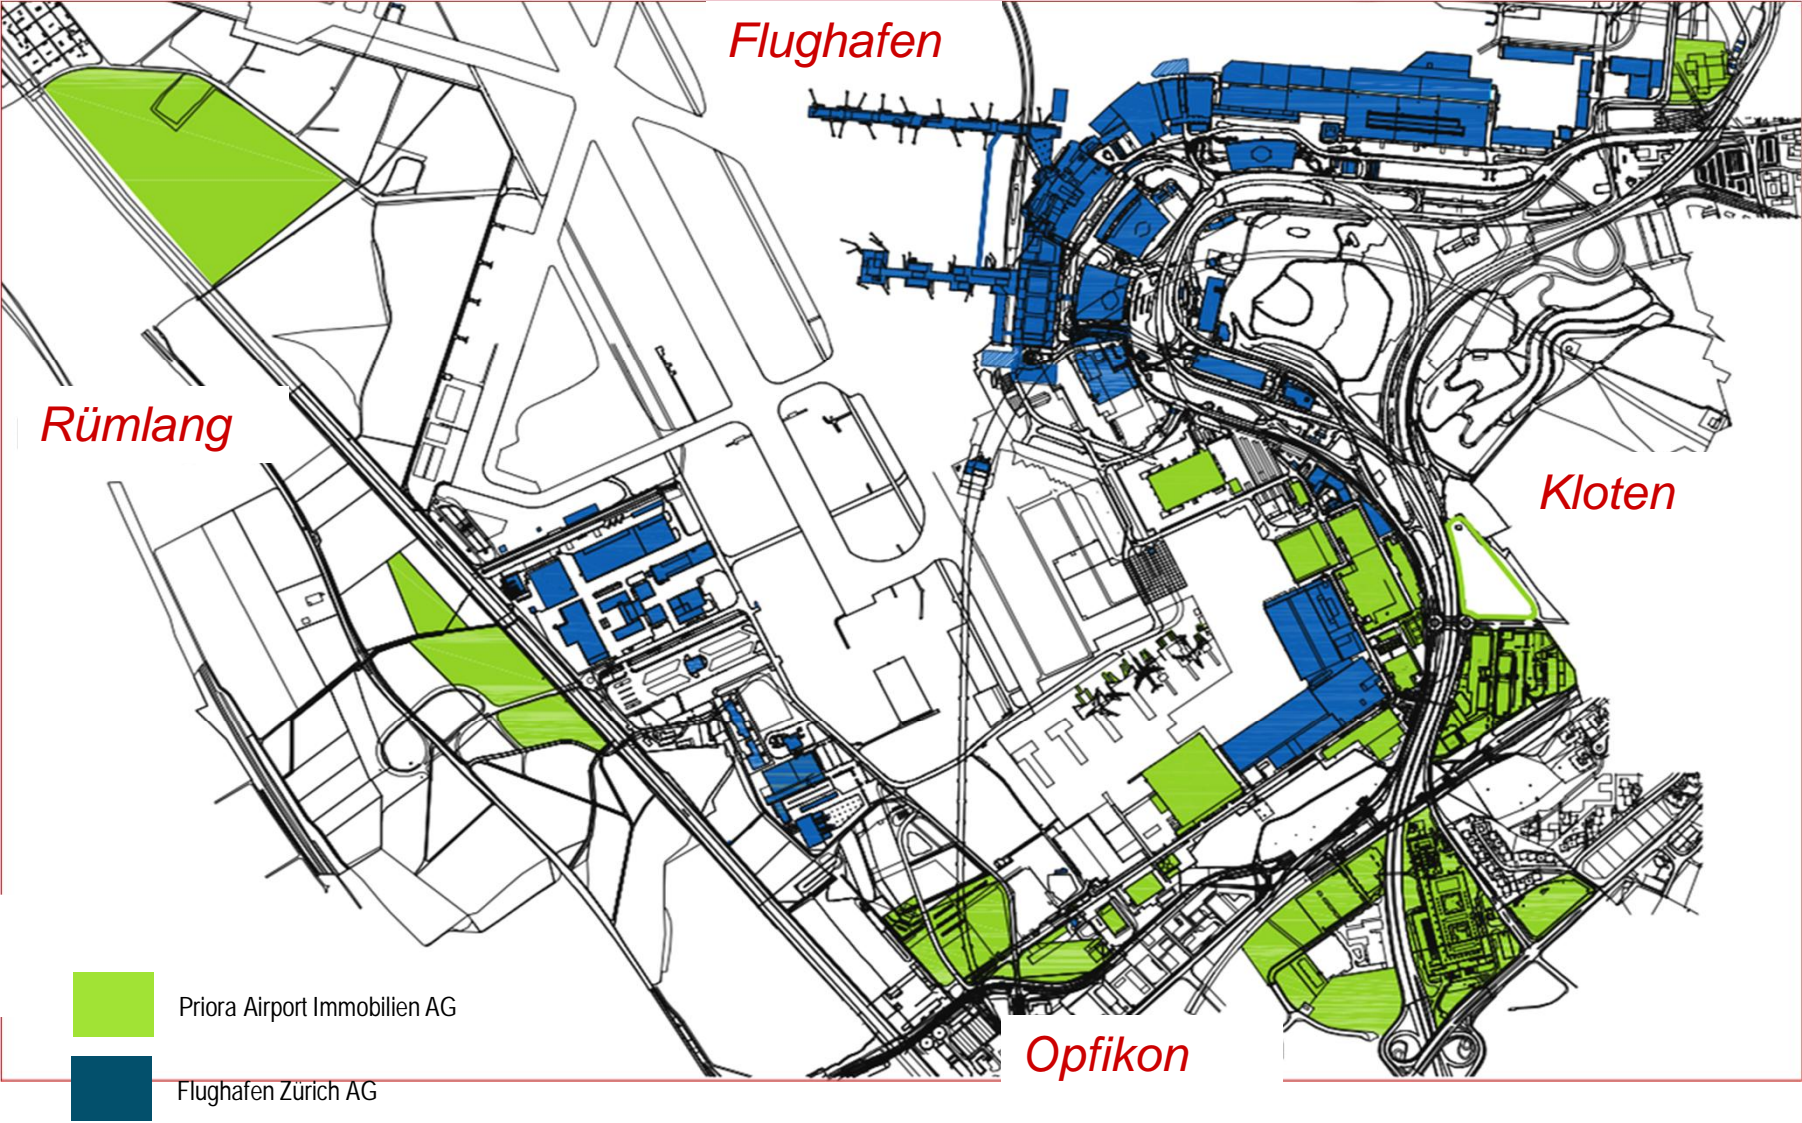 Flughafen
Rümlang
Kloten
Opfikon
Priora Airport Immobilien AG
Flughafen Zürich AG